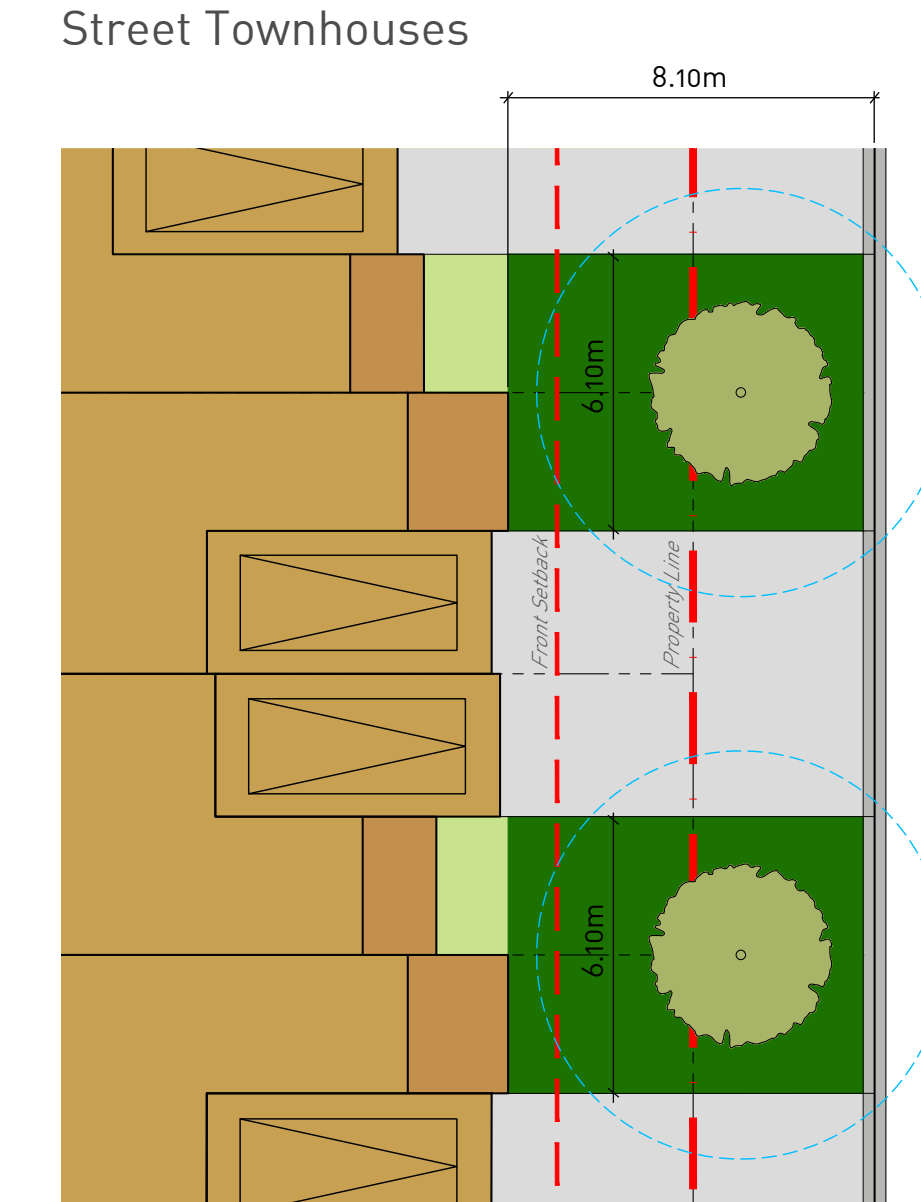 Street Townhouses
8.10m
6.10m
Front Setback
Property Line
6.10m